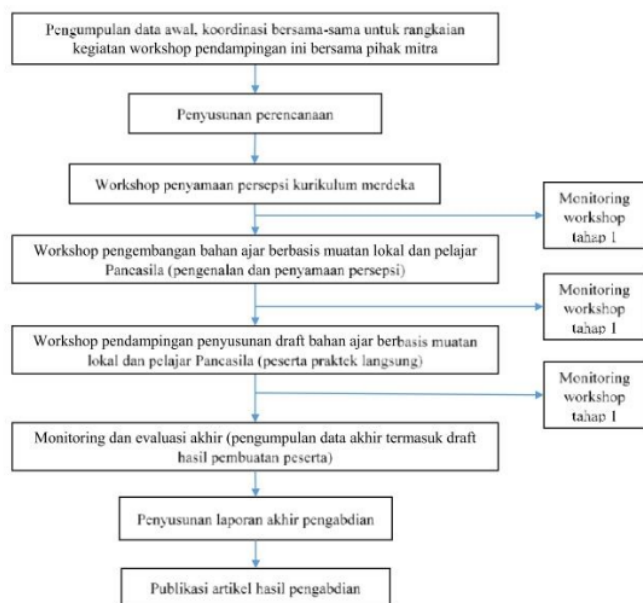 Pengumpulan data awal, koordinasi bersama-sama untuk rangkaian
kegiatan workshop pendampingan ini bersama pihak mitra
Penyusunan perencanaan
Workshop penyamaan persepsi kurikulum merdeka
Monitoring
workshop
tahap 1
Workshop pengembangan bahan ajar berbasis muatan lokal dan pelajar
Pancasila (pengenalan dan penyamaan persepsi)
Monitoring
workshop
tahap 1
Workshop pendampingan penyusunan draft bahan ajar berbasis muatan
lokal dan pelajar Pancasila (peserta praktek langsung)
Monitoring
workshop
tahap 1
Monitoring dan evaluasi akhir (pengumpulan data akhir termasuk draft
hasil pembuatan peserta)
Penyusunan laporan akhir pengabdian
Publikasi artikel hasil pengabdian